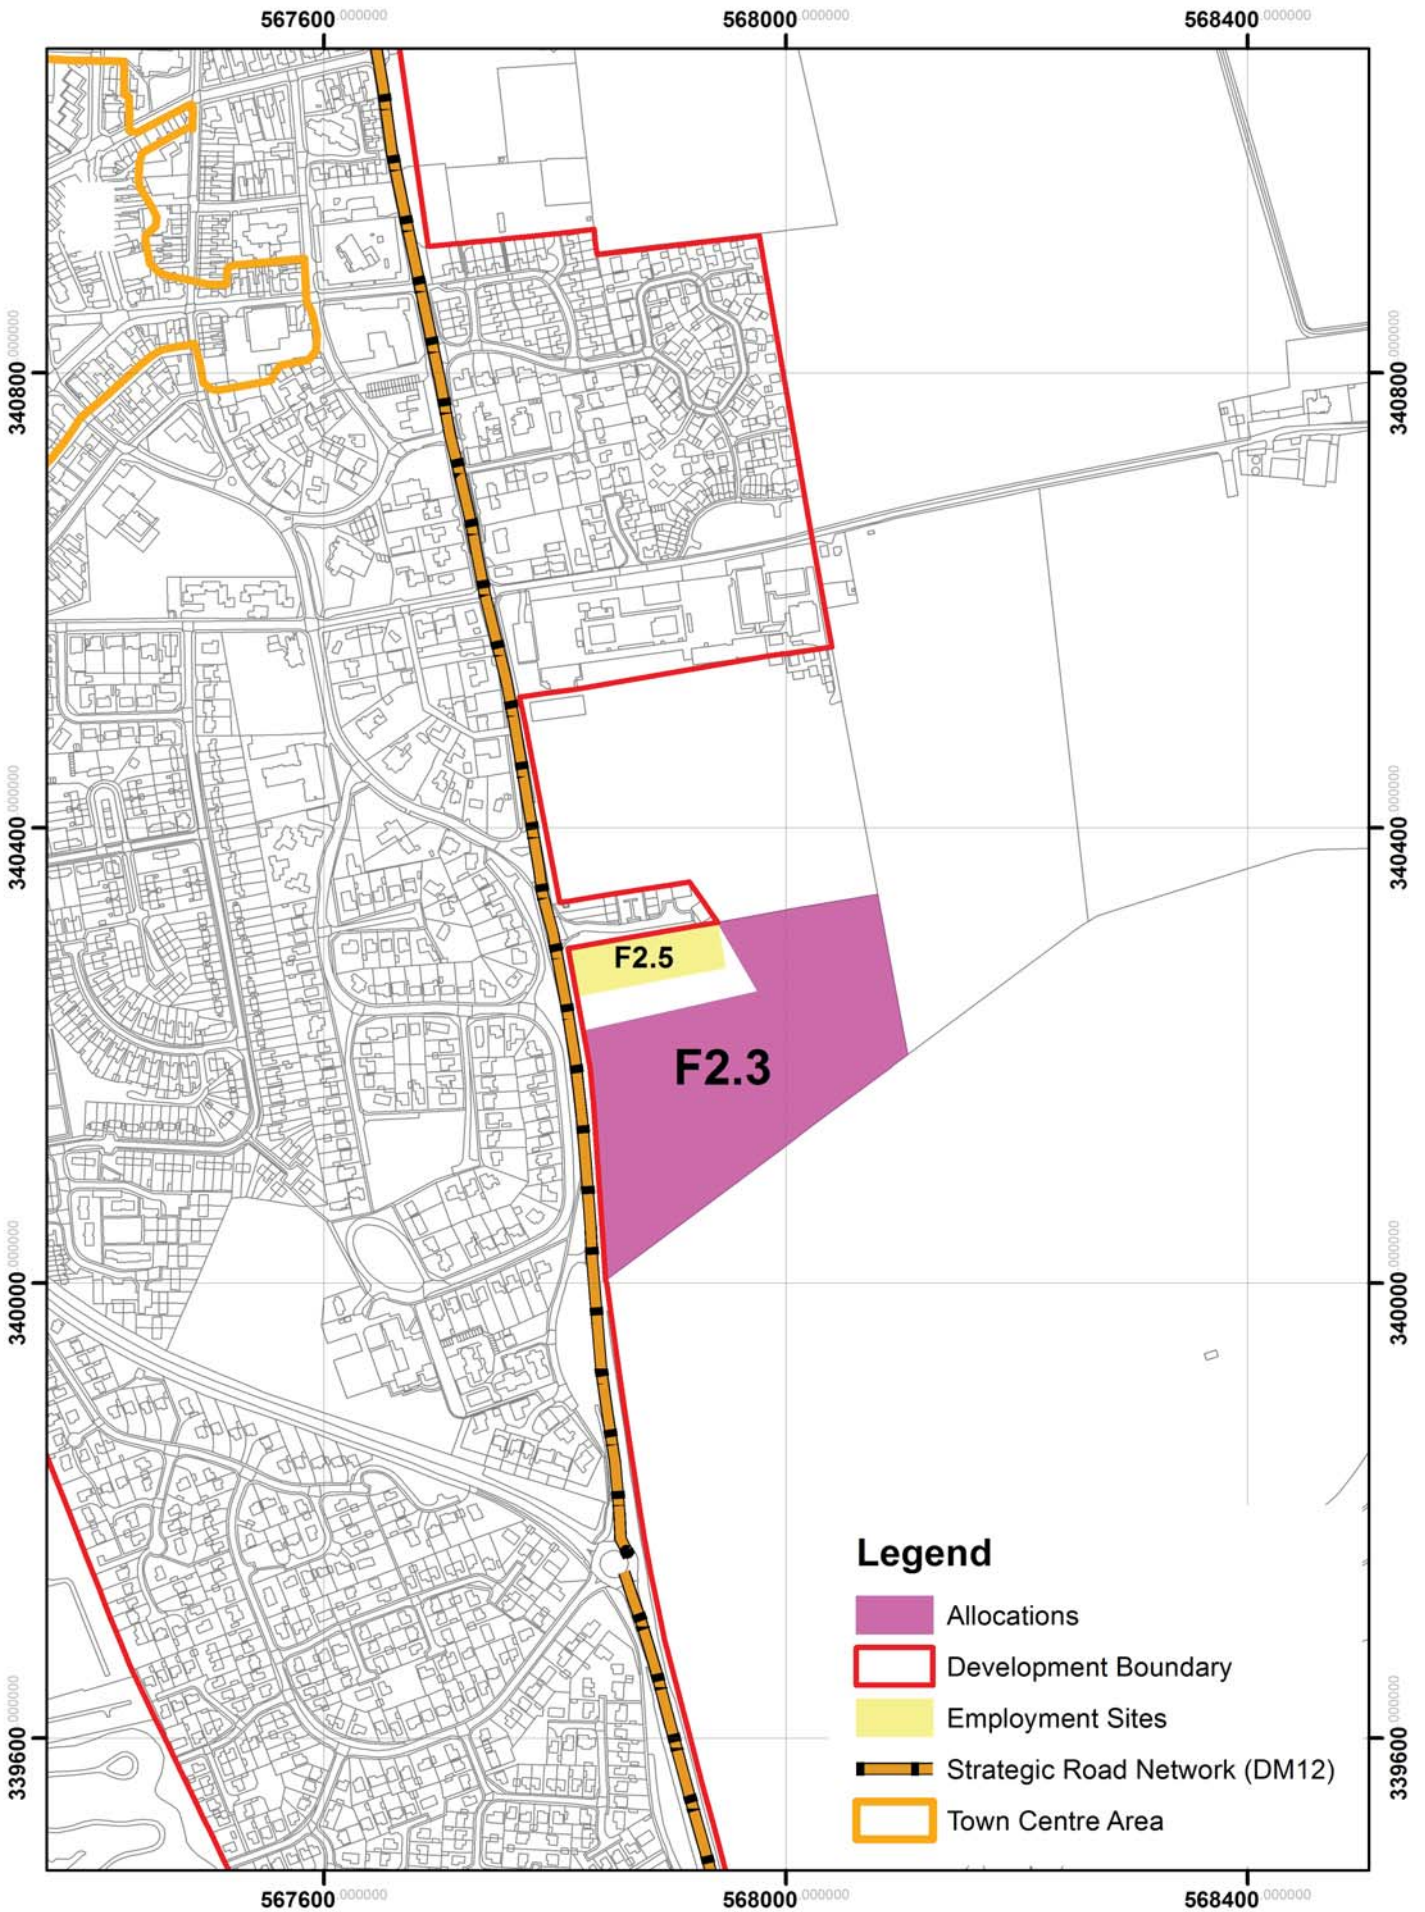 567600.000000 568000.000000 568400.000000
340800.000000 340800.000000
340400.000000 340400.000000
F2.5
F2.3
340000.000000 340000.000000
Legend
Allocations
Development Boundary
Employment Sites
339600.000000 339600.000000
Strategic Road Network (DM12)
Town Centre Area
567600.000000 568000.000000 568400.000000